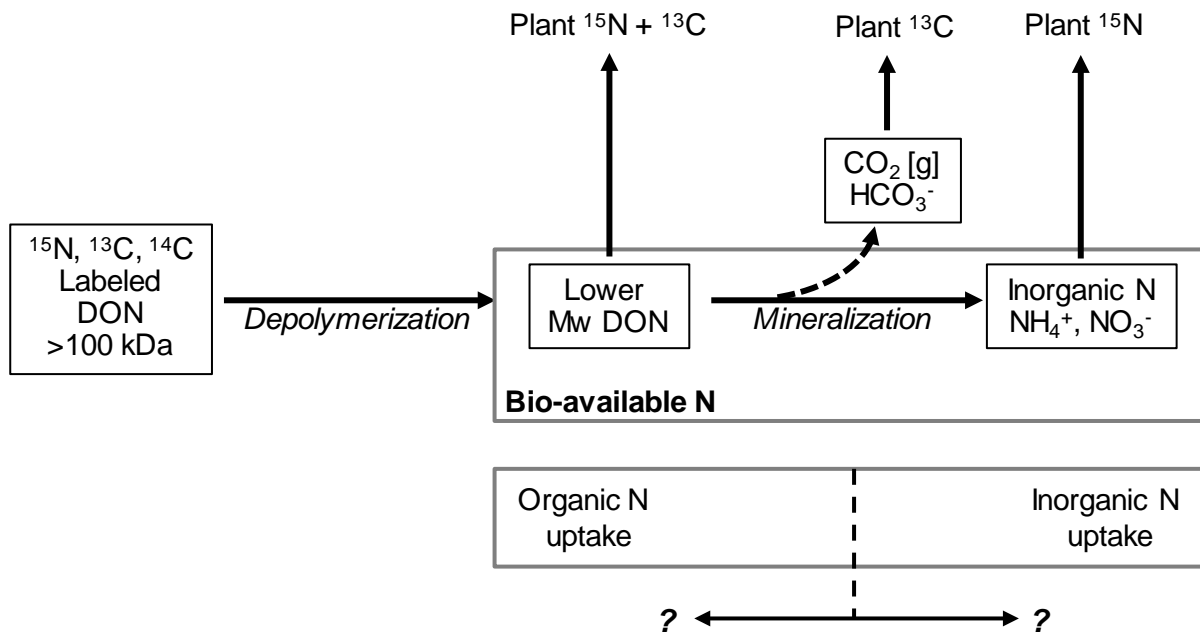 Plant ¹⁵N + ¹³C
Plant ¹³C
Plant ¹⁵N
CO₂ [g]
HCO₃⁻
¹⁵N, ¹³C, ¹⁴C
Labeled
DON
>100 kDa
Depolymerization
Lower
Mw DON
Mineralization
Inorganic N
NH₄⁺, NO₃⁻
Bio-available N
Organic N
uptake
Inorganic N
uptake
?
?